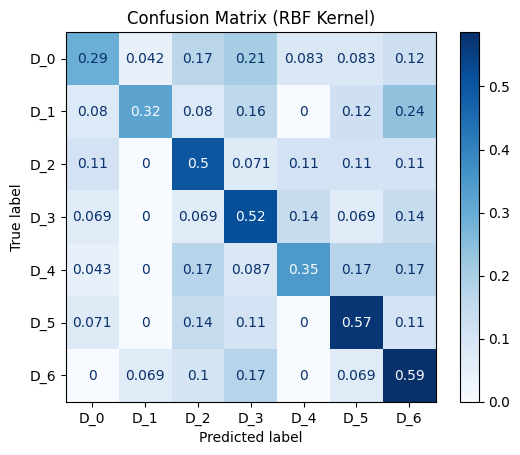 Confusion Matrix (RBF Kernel)
D_0 0.29 0.042 0.17 0.21 0.083 0.083 0.12
D_1 0.08 0.32 0.08 0.16 0 0.12 0.24
D_2 0.11 0 0.5 0.071 0.11 0.11 0.11
D_3 0.069 0 0.069 0.52 0.14 0.069 0.14
D_4 0.043 0 0.17 0.087 0.35 0.17 0.17
D_5 0.071 0 0.14 0.11 0 0.57 0.11
D_6 0 0.069 0.1 0.17 0 0.069 0.59
D_0 D_1 D_2 D_3 D_4 D_5 D_6
Predicted label
True label
0.5
0.4
0.3
0.2
0.1
0.0